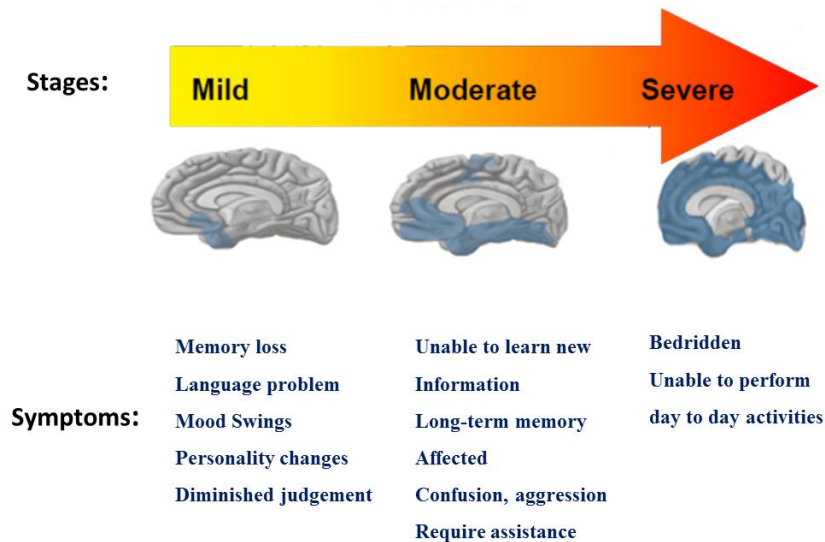 Stages:
Mild Moderate Severe
Symptoms:
Memory loss
Language problem
Mood Swings
Personality changes
Diminished judgement
Unable to learn new
Information
Long-term memory
Affected
Confusion, aggression
Require assistance
Bedridden
Unable to perform
day to day activities